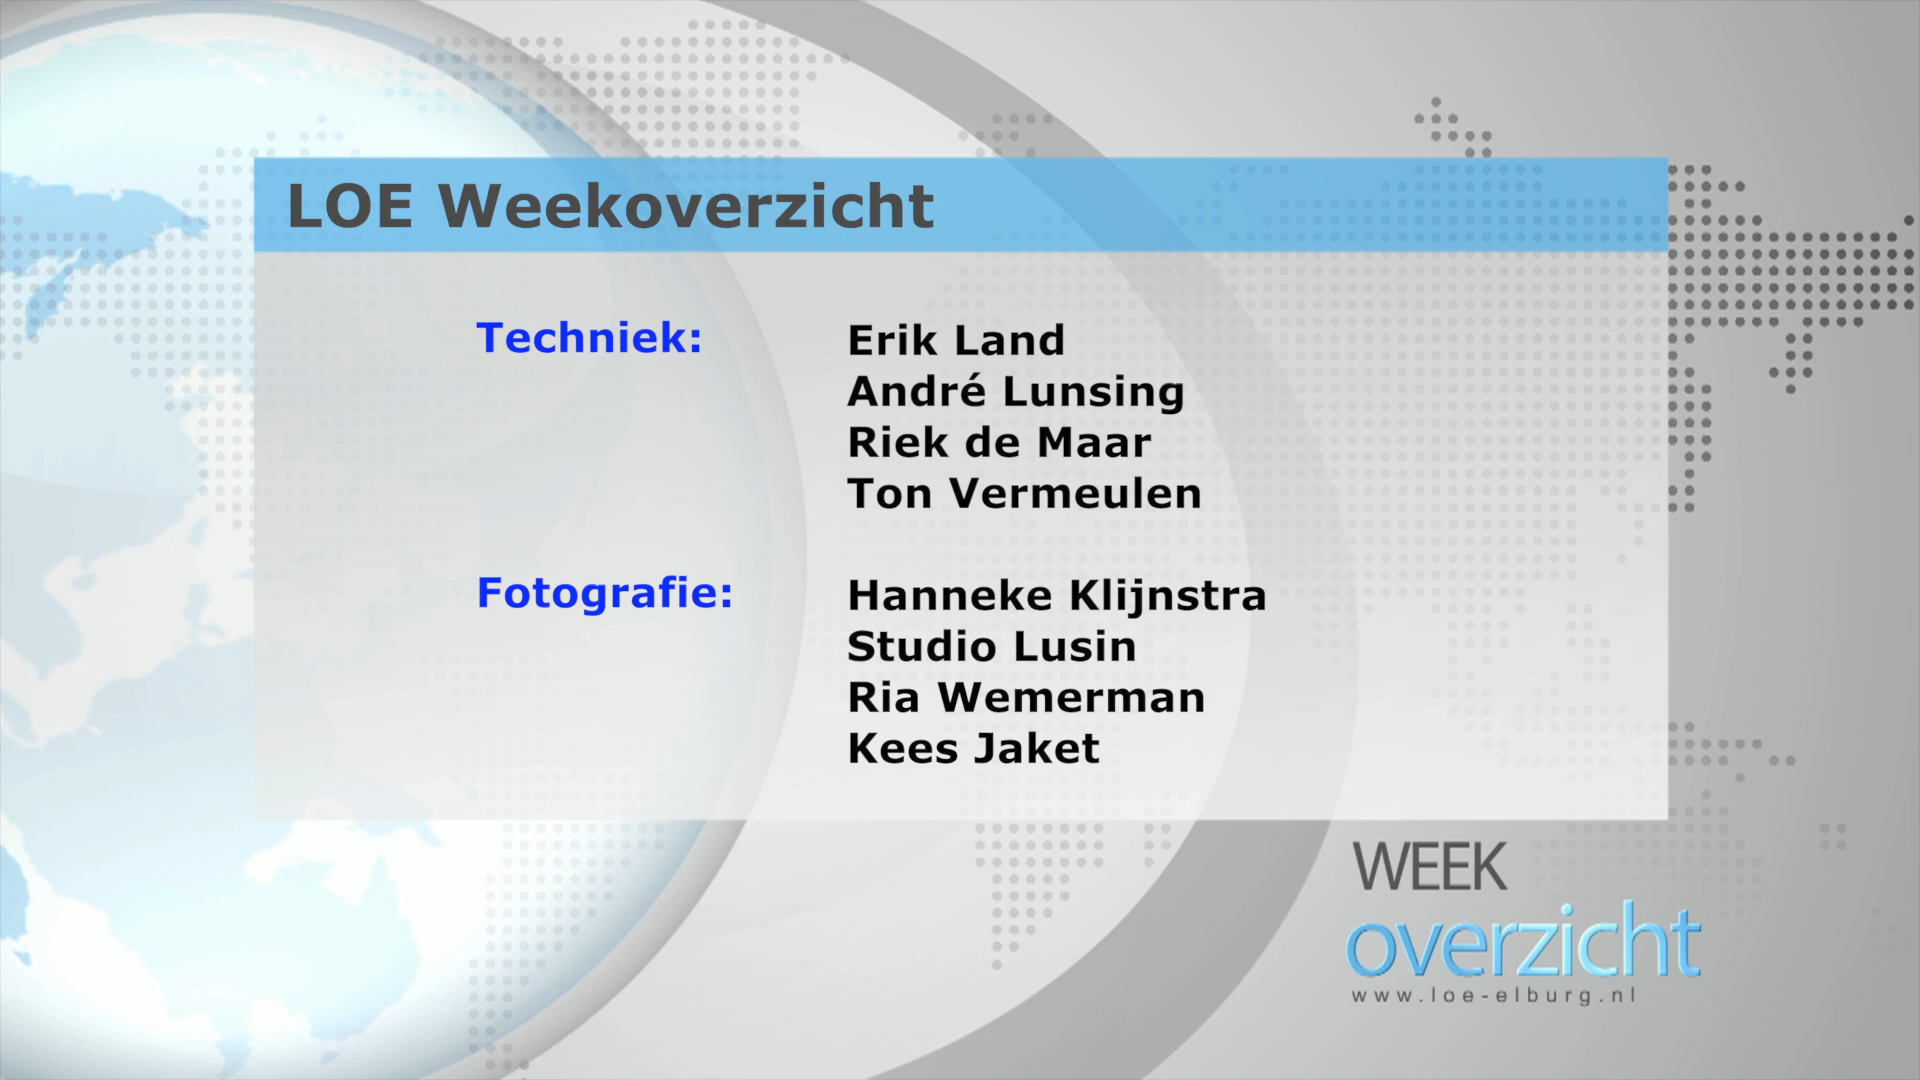 LOE Weekoverzicht
Techniek: Erik Land
André Lunsing
Riek de Maar
Ton Vermeulen
Fotografie: Hanneke Klijnstra
Studio Lusin
Ria Wemerman
Kees Jaket
WEEK
overzicht
www.loe-elburg.nl